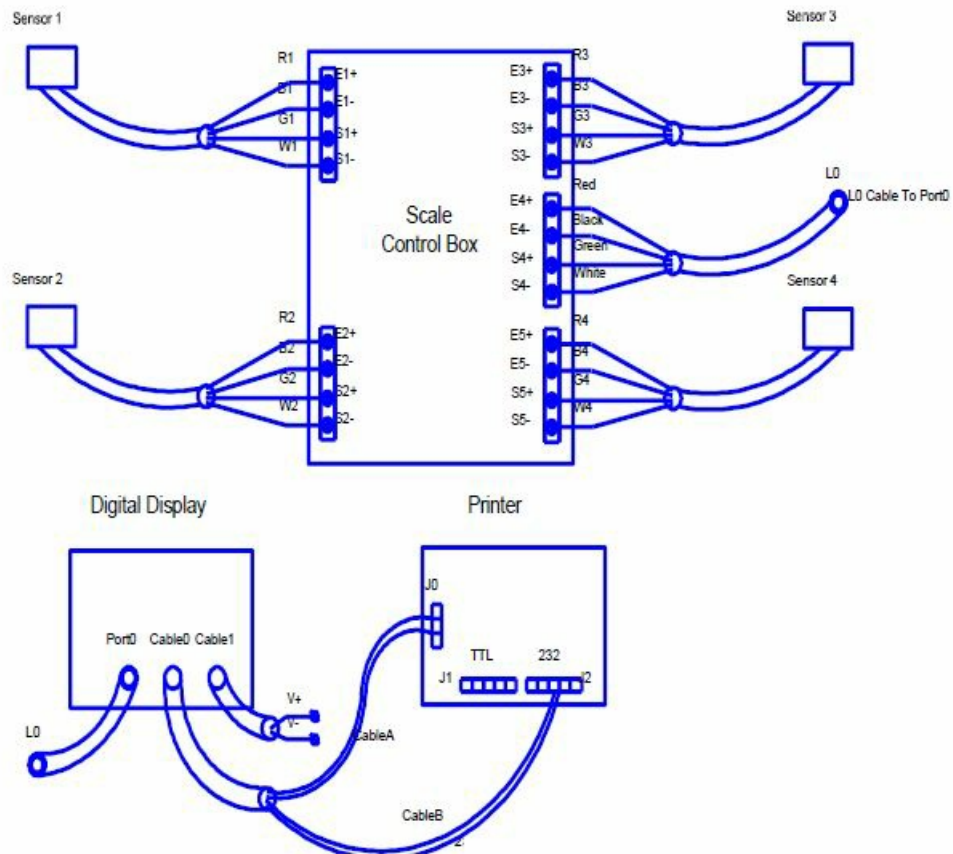 Sensor 1
Sensor 3
R1
E1+
B1
E1-
G1
S1+
W1
S1-
R3
E3+
B3
E3-
G3
S3+
W3
S3-
Scale
Control Box
Red
E4+
Black
E4-
Green
S4+
White
S4-
L0
L0 Cable To Port0
Sensor 2
Sensor 4
R2
E2+
B2
E2-
G2
S2+
W2
S2-
R4
E5+
B4
E5-
G4
S5+
W4
S5-
Digital Display
Printer
J0
Port0 Cable0 Cable1
TTL
232
J1
J2
V+
V-
L0
CableA
CableB
2